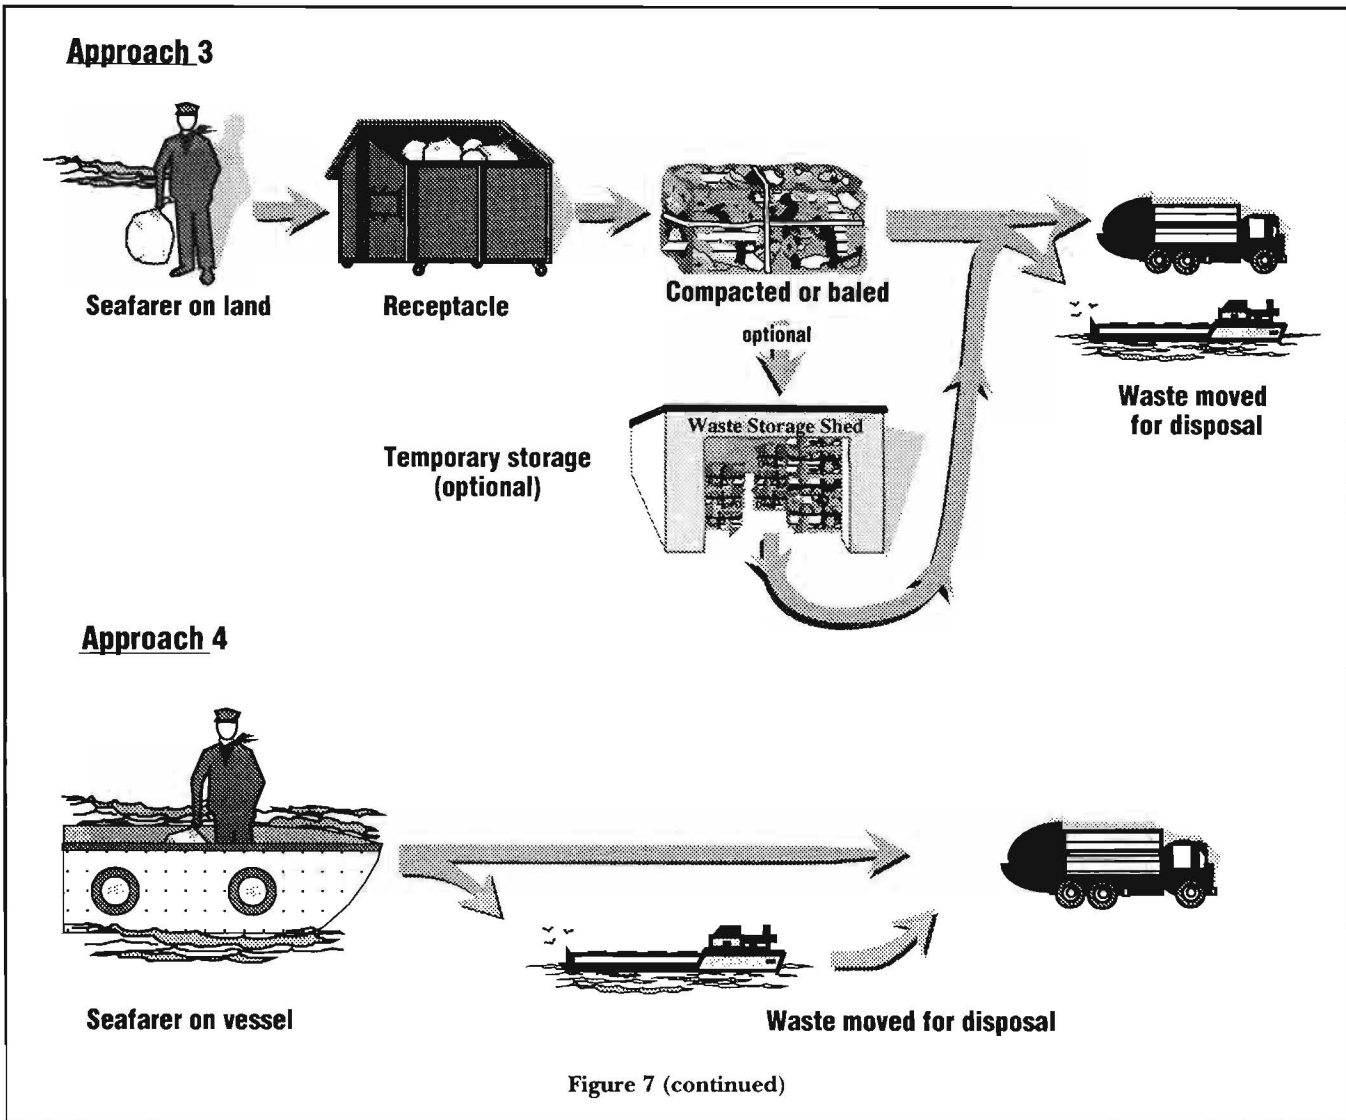 Approach 3
Seafarer on land
Receptacle
Compacted or baled
optional
Waste Storage Shed
Temporary storage
(optional)
Waste moved
for disposal
Approach 4
Seafarer on vessel
Waste moved for disposal
Figure 7 (continued)